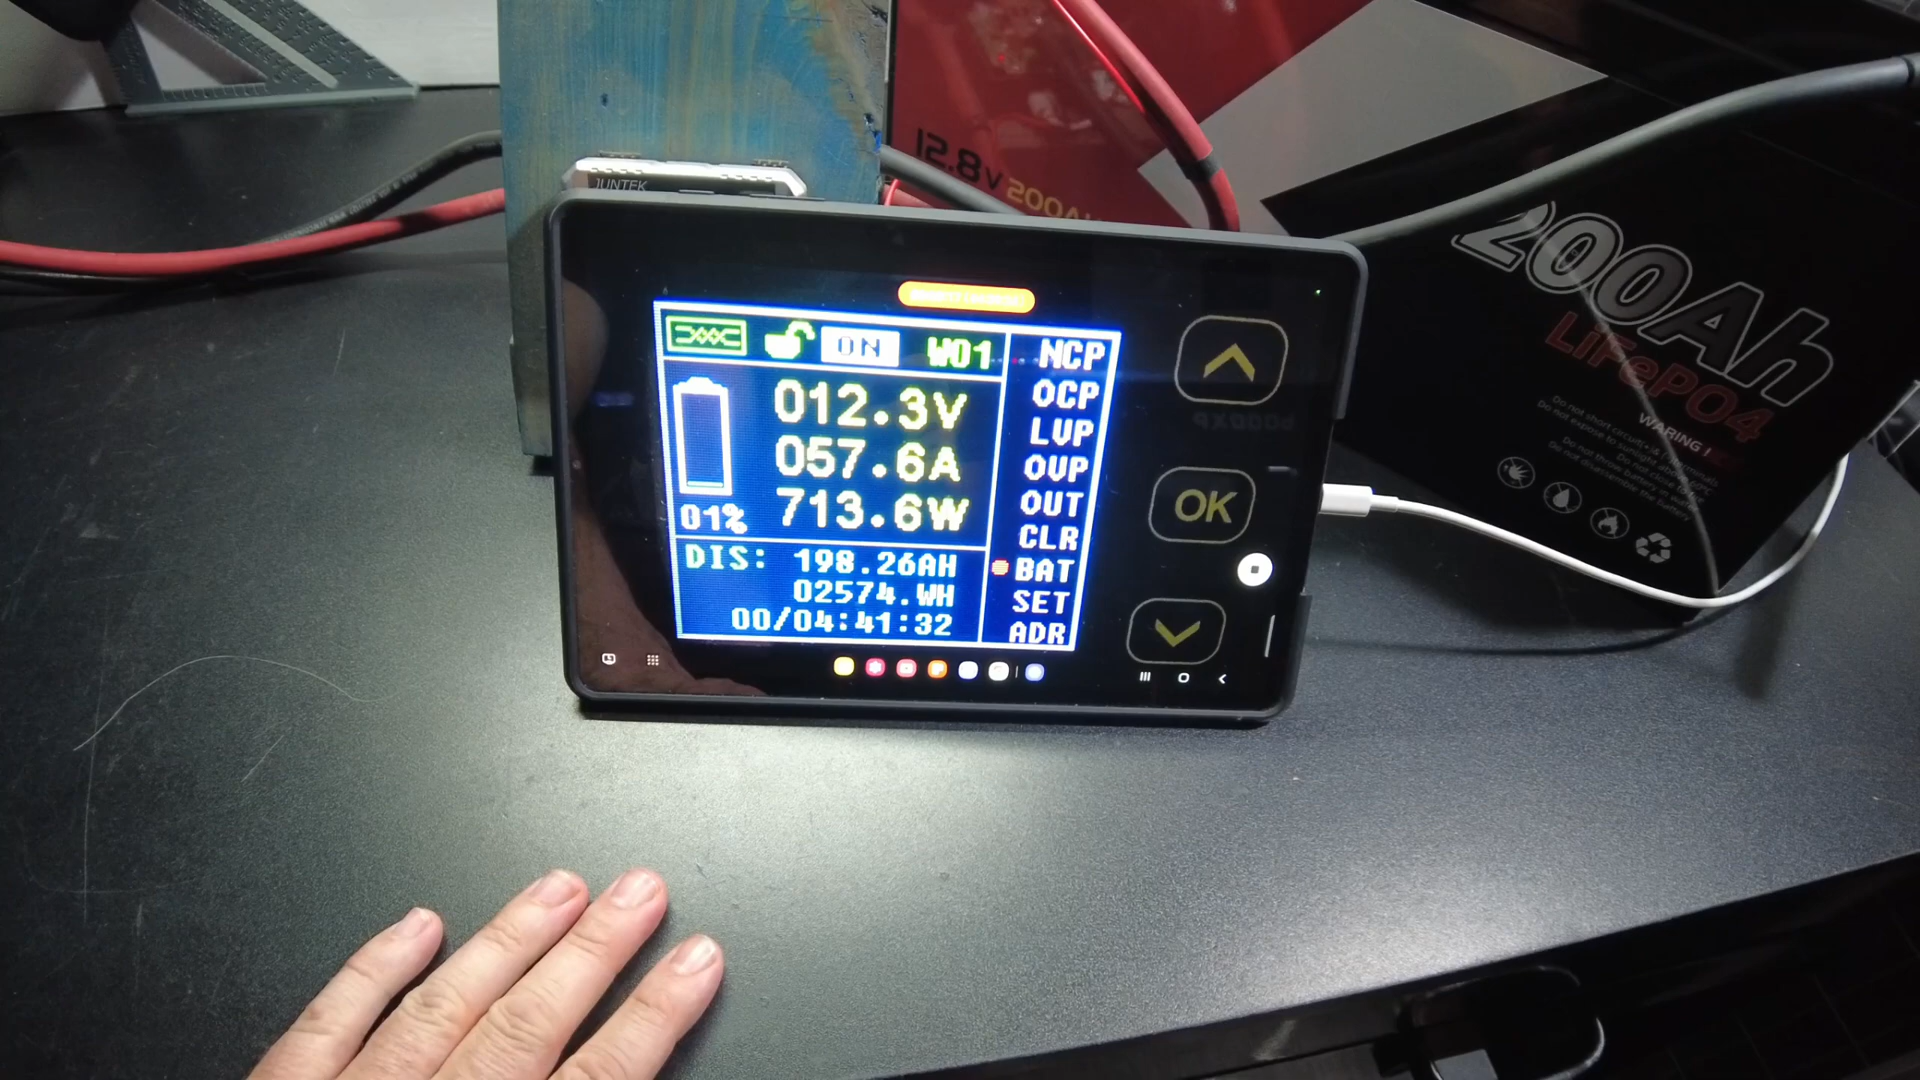 12.8V 200A
JUNTEK
ON W01
NCP
OCP
LVP
OVP
OUT
CLR
BAT
SET
ADR
012.3V
057.6A
713.6W
01%
DIS: 198.26AH
02574.WH
00/04:41:32
OK
200Ah
LiFePO4
WARING !